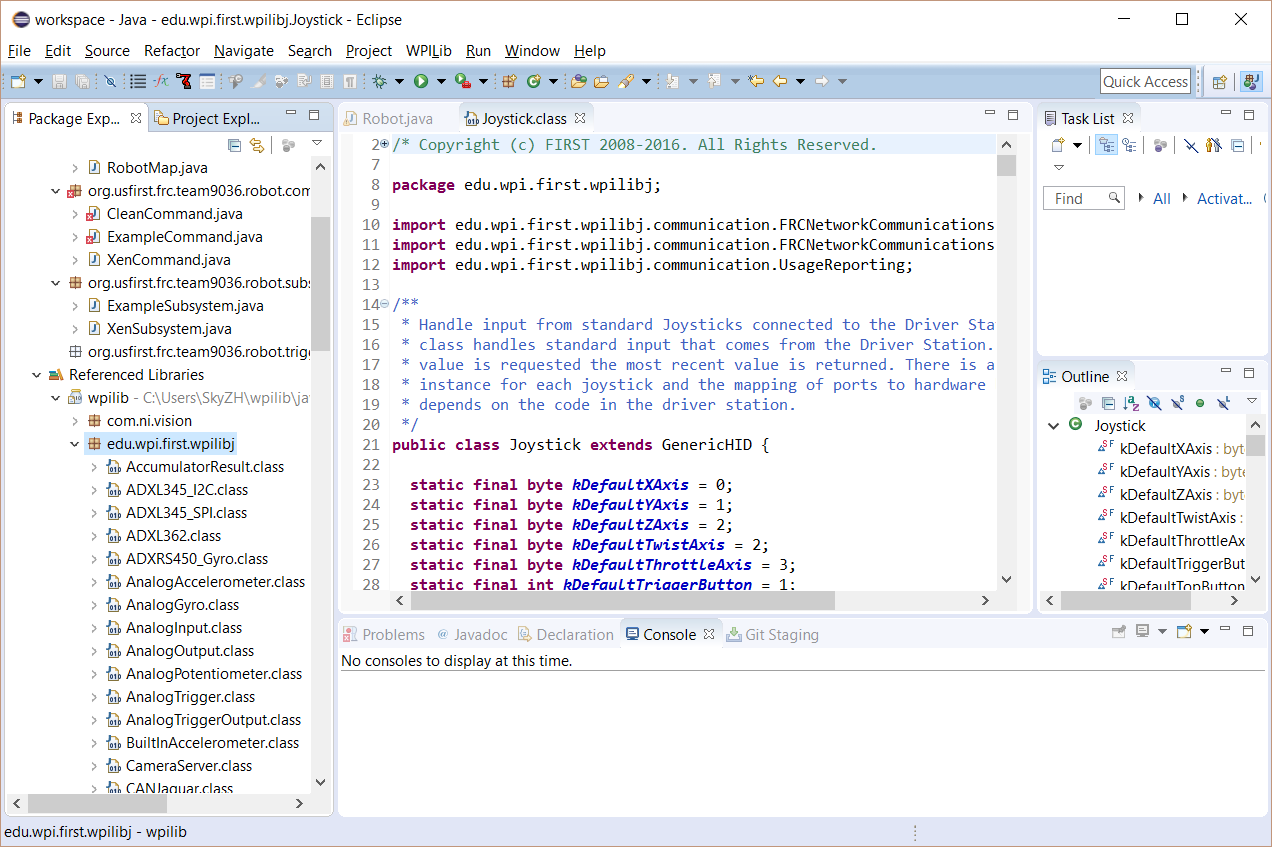 workspace - Java - edu.wpi.first.wpilibj.Joystick - Eclipse
File Edit Source Refactor Navigate Search Project WPILib Run Window Help
Quick Access
Package Exp... Project Expl...
RobotMap.java
org.usfirst.frc.team9036.robot.com
CleanCommand.java
ExampleCommand.java
XenCommand.java
org.usfirst.frc.team9036.robot.subs
ExampleSubsystem.java
XenSubsystem.java
org.usfirst.frc.team9036.robot.trigg
Referenced Libraries
wpilib - C:\Users\SkyZH\wpilib\ja
com.ni.vision
edu.wpi.first.wpilibj
AccumulatorResult.class
ADXL345_I2C.class
ADXL345_SPI.class
ADXL362.class
ADXRS450_Gyro.class
AnalogAccelerometer.class
AnalogGyro.class
AnalogInput.class
AnalogOutput.class
AnalogPotentiometer.class
AnalogTrigger.class
AnalogTriggerOutput.class
BuiltInAccelerometer.class
CameraServer.class
CANJaguar.class
Robot.java Joystick.class
2 /* Copyright (c) FIRST 2008-2016. All Rights Reserved.
7
8 package edu.wpi.first.wpilibj;
9
10 import edu.wpi.first.wpilibj.communication.FRCNetworkCommunications
11 import edu.wpi.first.wpilibj.communication.FRCNetworkCommunications
12 import edu.wpi.first.wpilibj.communication.UsageReporting;
13
14 /**
15 * Handle input from standard Joysticks connected to the Driver Sta
16 * class handles standard input that comes from the Driver Station.
17 * value is requested the most recent value is returned. There is a
18 * instance for each joystick and the mapping of ports to hardware
19 * depends on the code in the driver station.
20 */
21 public class Joystick extends GenericHID {
22
23 static final byte kDefaultXAxis = 0;
24 static final byte kDefaultYAxis = 1;
25 static final byte kDefaultZAxis = 2;
26 static final byte kDefaultTwistAxis = 2;
27 static final byte kDefaultThrottleAxis = 3;
28 static final int kDefaultTriggerButton = 1;
Task List
Find All Activat...
Outline
Joystick
kDefaultXAxis : byte
kDefaultYAxis : byte
kDefaultZAxis : byte
kDefaultTwistAxis :
kDefaultThrottleAx
kDefaultTriggerBut
kDefaultTopButton
Problems @ Javadoc Declaration Console Git Staging
No consoles to display at this time.
edu.wpi.first.wpilibj - wpilib